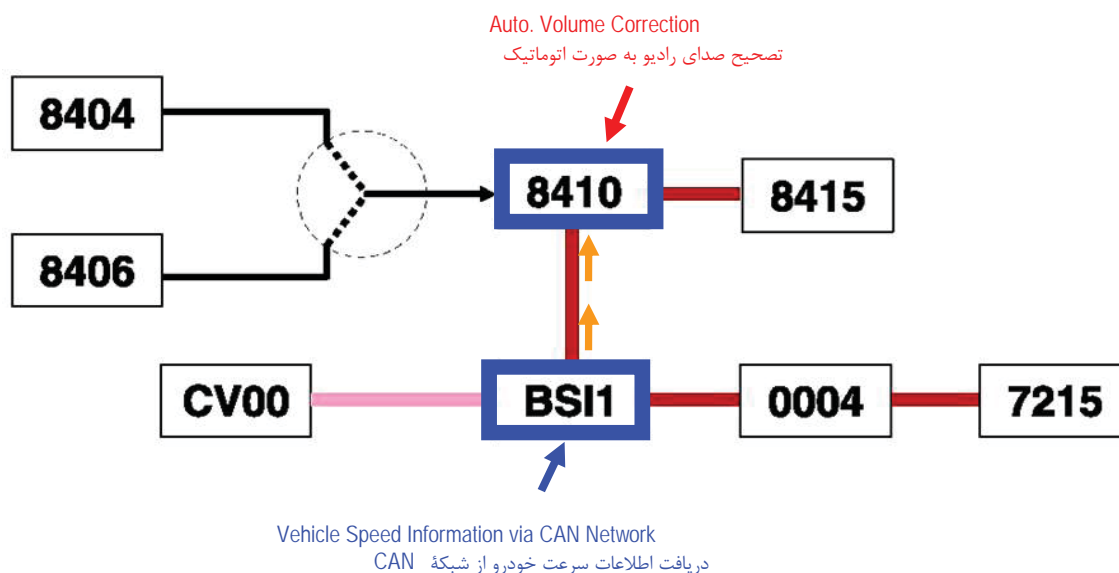 Auto. Volume Correction
تصحیح صدای رادیو به صورت اتوماتیک
8404
8410
8415
8406
CV00
BSI1
0004
7215
Vehicle Speed Information via CAN Network
دریافت اطلاعات سرعت خودرو از شبکهٔ CAN